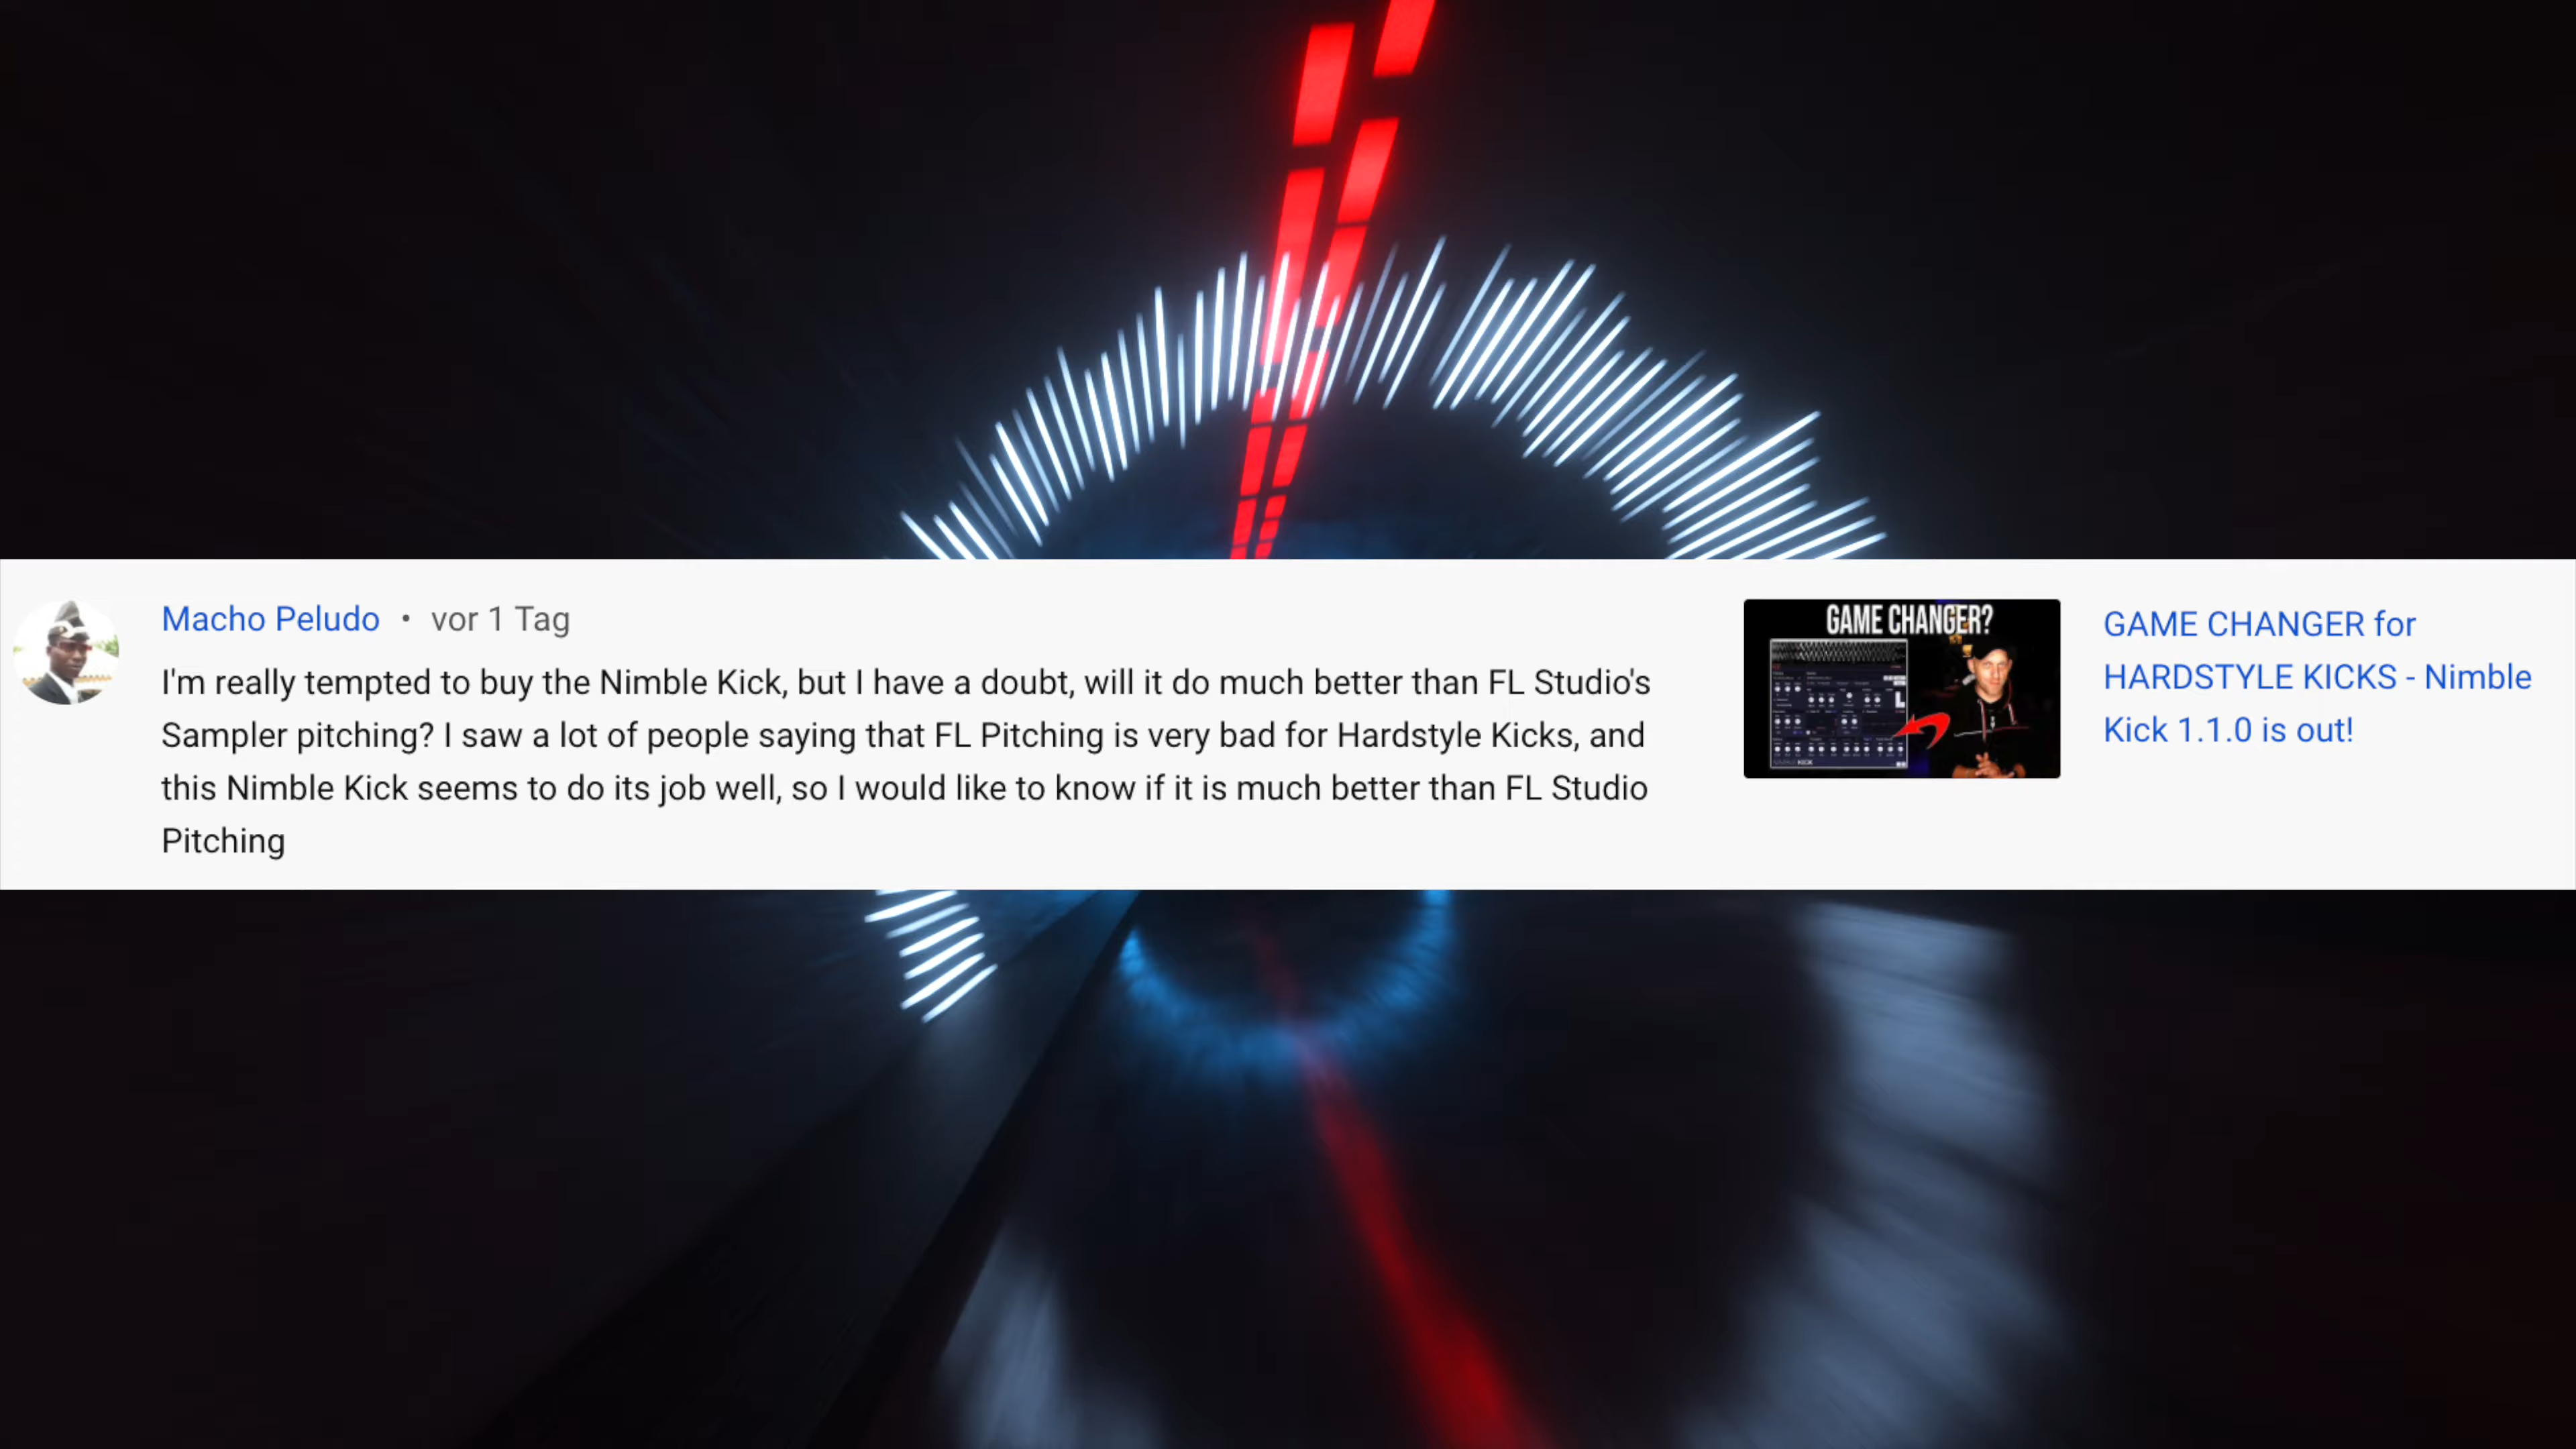 Macho Peludo • vor 1 Tag
I'm really tempted to buy the Nimble Kick, but I have a doubt, will it do much better than FL Studio's
Sampler pitching? I saw a lot of people saying that FL Pitching is very bad for Hardstyle Kicks, and
this Nimble Kick seems to do its job well, so I would like to know if it is much better than FL Studio
Pitching
GAME CHANGER?
GAME CHANGER for
HARDSTYLE KICKS - Nimble
Kick 1.1.0 is out!